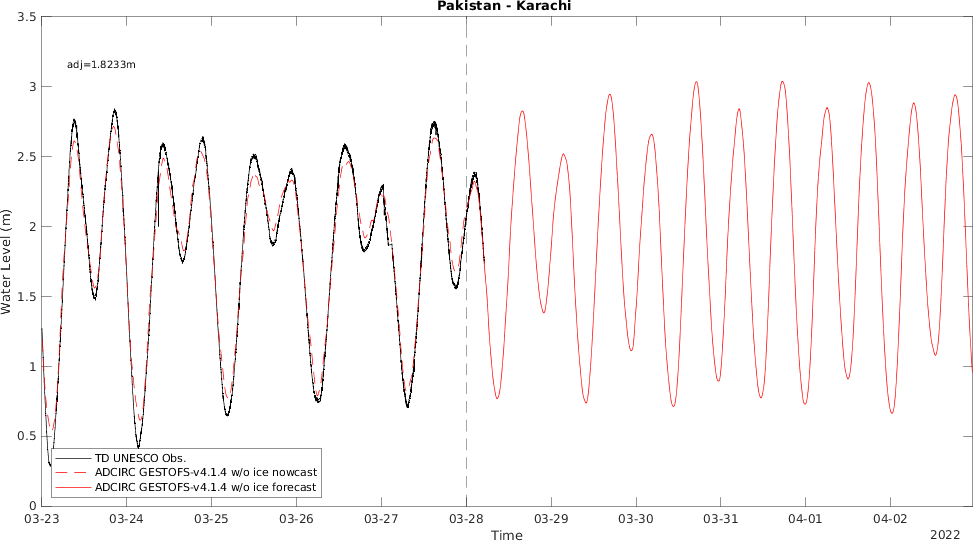 Pakistan - Karachi
3.5
adj=1.8233m
3
2.5
2
1.5
1
0.5
0
Water Level (m)
TD UNESCO Obs.
ADCIRC GESTOFS-v4.1.4 w/o ice nowcast
ADCIRC GESTOFS-v4.1.4 w/o ice forecast
03-23 03-24 03-25 03-26 03-27 03-28 03-29 03-30 03-31 04-01 04-02
Time
2022